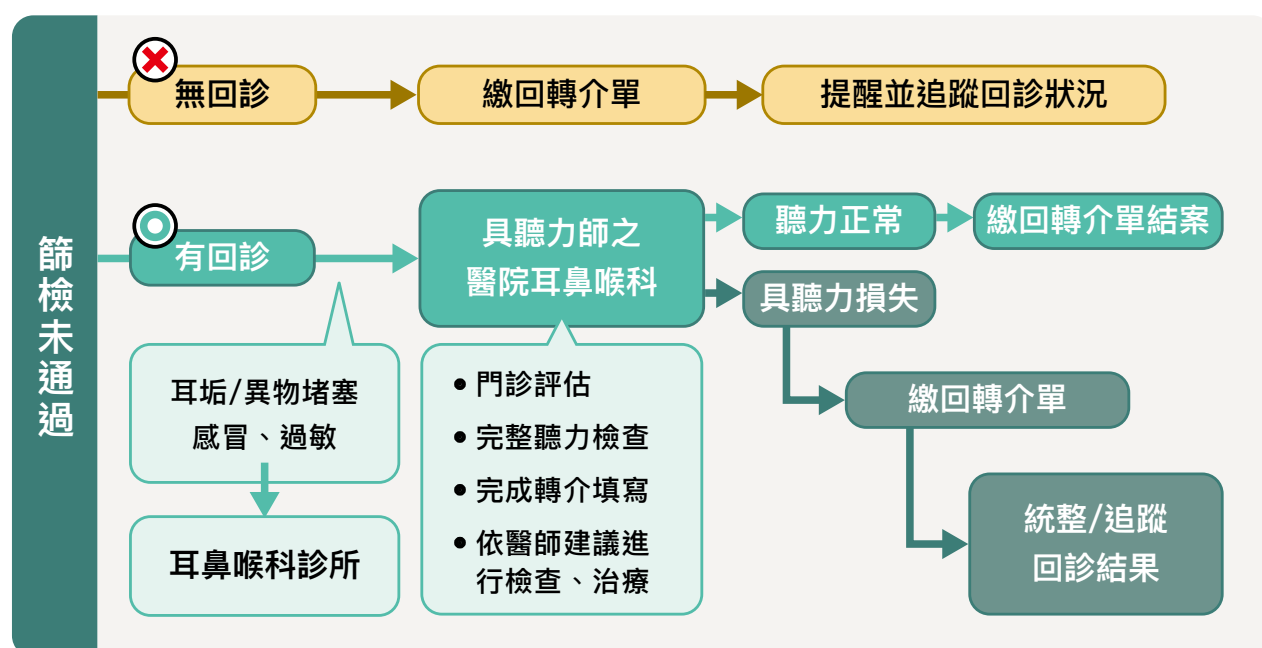 篩檢未通過
無回診
繳回轉介單
提醒並追蹤回診狀況
有回診
具聽力師之
醫院耳鼻喉科
聽力正常
繳回轉介單結案
具聽力損失
繳回轉介單
統整/追蹤
回診結果
耳垢/異物堵塞
感冒、過敏
耳鼻喉科診所
• 門診評估
• 完整聽力檢查
• 完成轉介填寫
• 依醫師建議進
行檢查、治療